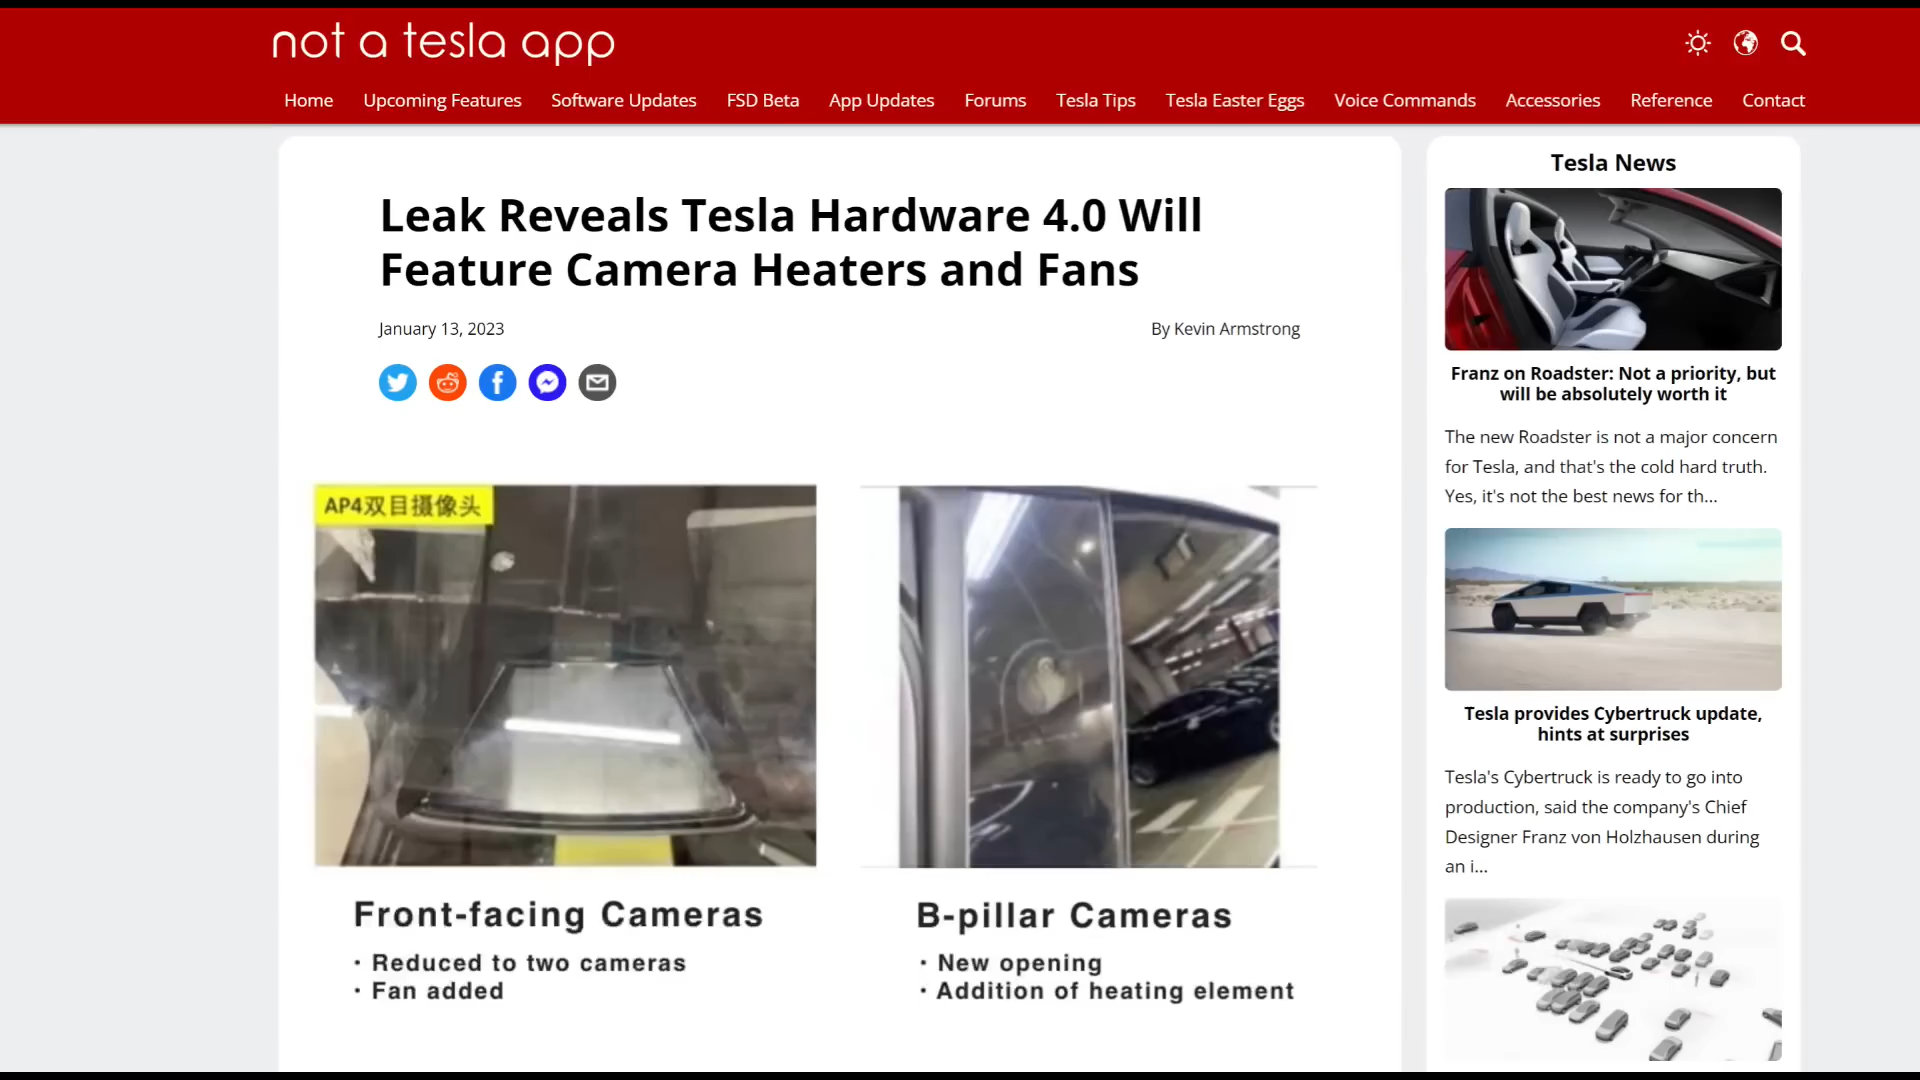 not a tesla app
Home Upcoming Features Software Updates FSD Beta App Updates Forums Tesla Tips Tesla Easter Eggs Voice Commands Accessories Reference Contact
Leak Reveals Tesla Hardware 4.0 Will
Feature Camera Heaters and Fans
January 13, 2023
By Kevin Armstrong
AP4双目摄像头
Front-facing Cameras
· Reduced to two cameras
· Fan added
B-pillar Cameras
· New opening
· Addition of heating element
Tesla News
Franz on Roadster: Not a priority, but
will be absolutely worth it
The new Roadster is not a major concern
for Tesla, and that's the cold hard truth.
Yes, it's not the best news for th...
Tesla provides Cybertruck update,
hints at surprises
Tesla's Cybertruck is ready to go into
production, said the company's Chief
Designer Franz von Holzhausen during
an i...